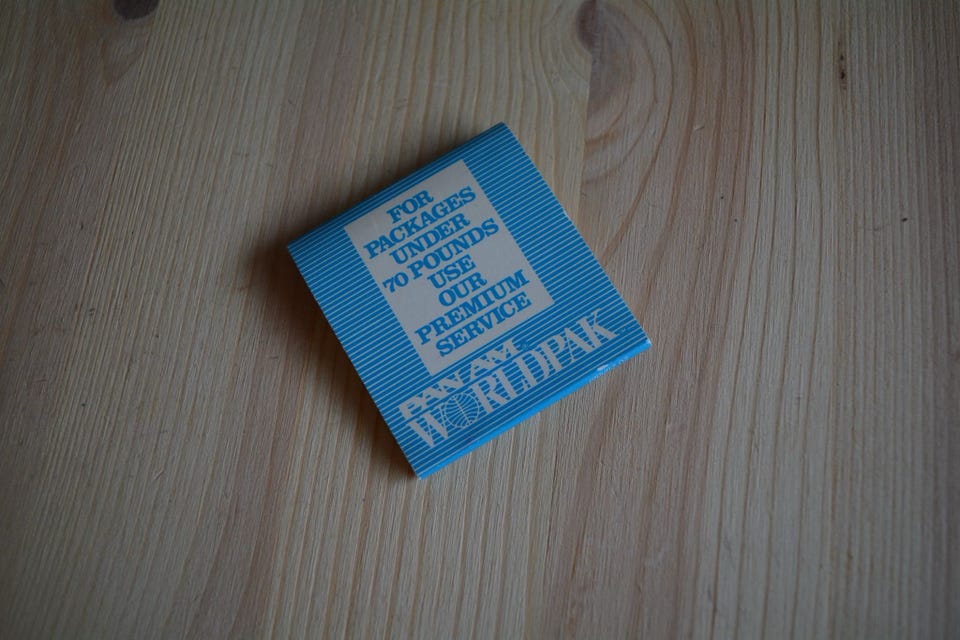 FOR
PACKAGES
UNDER
70 POUNDS
USE
OUR
PREMIUM
SERVICE
PAN AM
WORLDPAK